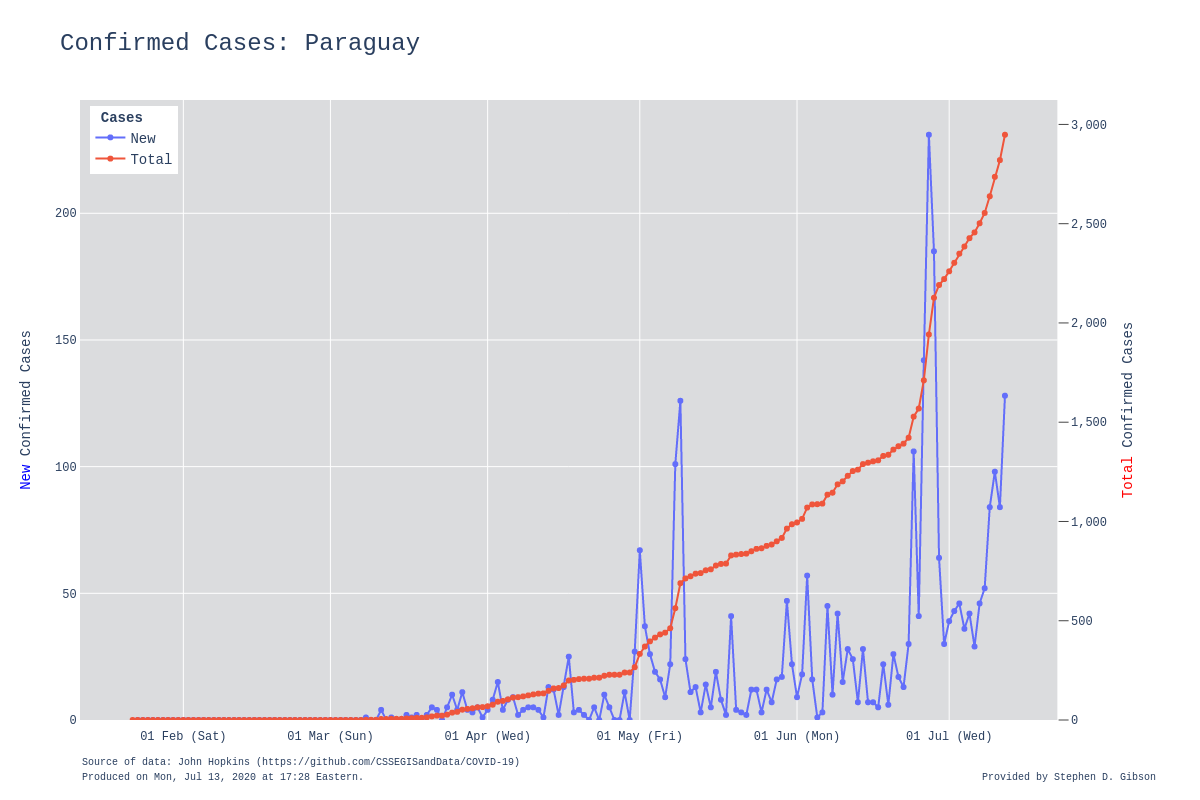 Confirmed Cases: Paraguay
Cases
New
Total
200
150
100
50
0
3,000
2,500
2,000
1,500
1,000
500
0
New Confirmed Cases
Total Confirmed Cases
01 Feb (Sat)
01 Mar (Sun)
01 Apr (Wed)
01 May (Fri)
01 Jun (Mon)
01 Jul (Wed)
Source of data: John Hopkins (https://github.com/CSSEGISandData/COVID-19)
Produced on Mon, Jul 13, 2020 at 17:28 Eastern.
Provided by Stephen D. Gibson